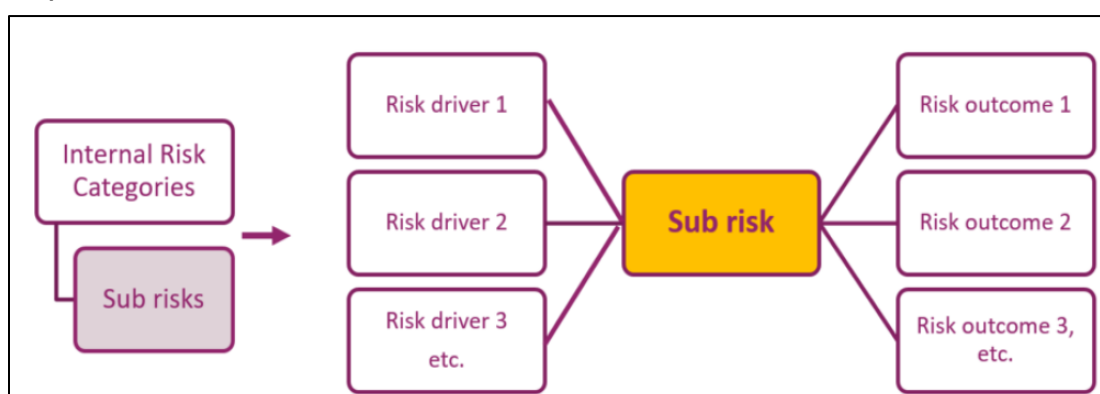 Internal Risk
Categories
Sub risks
Risk driver 1
Risk driver 2
Risk driver 3
etc.
Sub risk
Risk outcome 1
Risk outcome 2
Risk outcome 3,
etc.